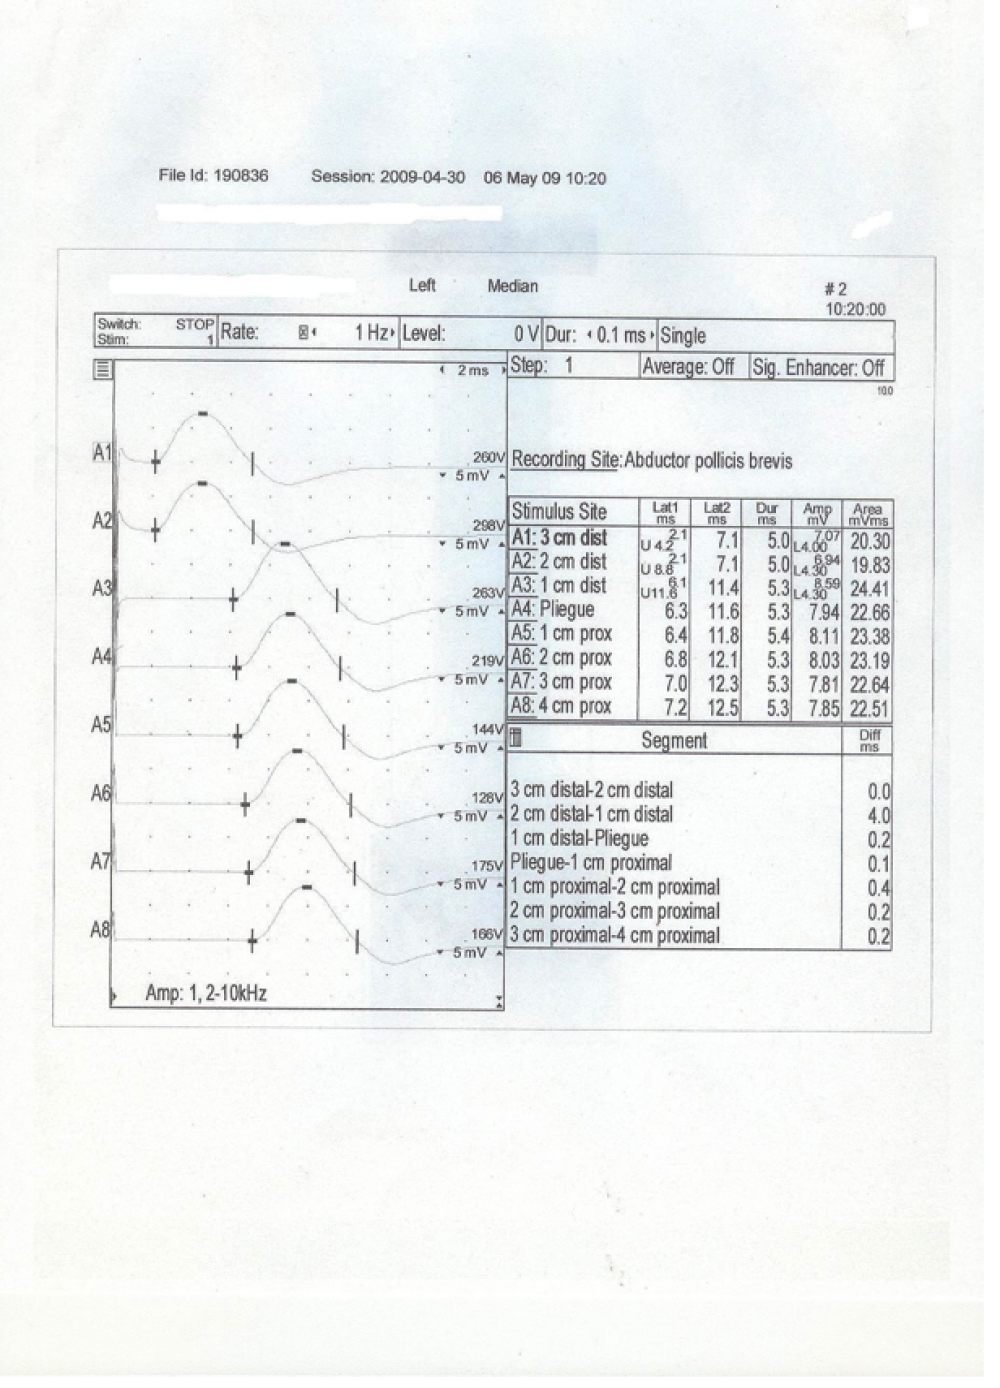 File Id: 190836 Session: 2009-04-30 06 May 09 10:20
Left Median #2
10:20:00
Switch: STOP
Stim: 1
Rate: 1 Hz
Level: 0 V
Dur: 0.1 ms
Single
2 ms
Step: 1
Average: Off
Sig. Enhancer: Off
A1 260V
5 mV
A2 298V
5 mV
A3 263V
5 mV
A4 219V
5 mV
A5 144V
5 mV
A6 128V
5 mV
A7 175V
5 mV
A8 166V
5 mV
Amp: 1, 2-10kHz
Recording Site: Abductor pollicis brevis
Stimulus Site Lat1 ms Lat2 ms Dur ms Amp mV Area mVms
A1: 3 cm dist U 4.2 2.1 7.1 5.0 L4.00 7.07 20.30
A2: 2 cm dist U 8.8 2.1 7.1 5.0 L4.30 6.94 19.83
A3: 1 cm dist U11.6 6.1 11.4 5.3 L4.30 8.59 24.41
A4: Pliegue 6.3 11.6 5.3 7.94 22.66
A5: 1 cm prox 6.4 11.8 5.4 8.11 23.38
A6: 2 cm prox 6.8 12.1 5.3 8.03 23.19
A7: 3 cm prox 7.0 12.3 5.3 7.81 22.64
A8: 4 cm prox 7.2 12.5 5.3 7.85 22.51
Segment Diff ms
3 cm distal-2 cm distal 0.0
2 cm distal-1 cm distal 4.0
1 cm distal-Pliegue 0.2
Pliegue-1 cm proximal 0.1
1 cm proximal-2 cm proximal 0.4
2 cm proximal-3 cm proximal 0.2
3 cm proximal-4 cm proximal 0.2